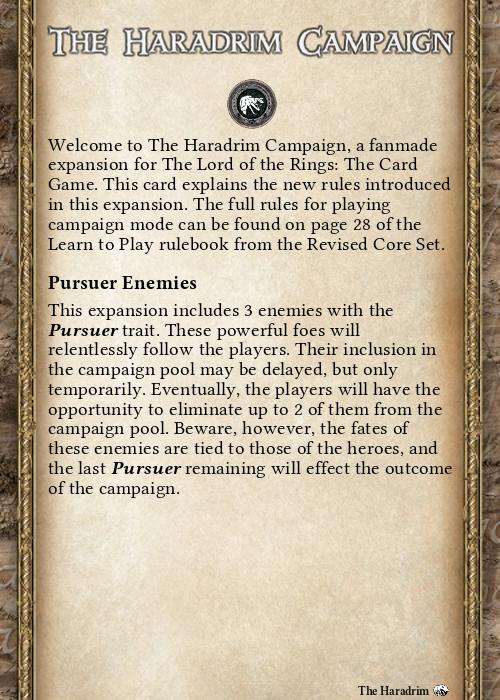 The Haradrim Campaign
Welcome to The Haradrim Campaign, a fanmade
expansion for The Lord of the Rings: The Card
Game. This card explains the new rules introduced
in this expansion. The full rules for playing
campaign mode can be found on page 28 of the
Learn to Play rulebook from the Revised Core Set.
Pursuer Enemies
This expansion includes 3 enemies with the
Pursuer trait. These powerful foes will
relentlessly follow the players. Their inclusion in
the campaign pool may be delayed, but only
temporarily. Eventually, the players will have the
opportunity to eliminate up to 2 of them from the
campaign pool. Beware, however, the fates of
these enemies are tied to those of the heroes, and
the last Pursuer remaining will effect the outcome
of the campaign.
The Haradrim